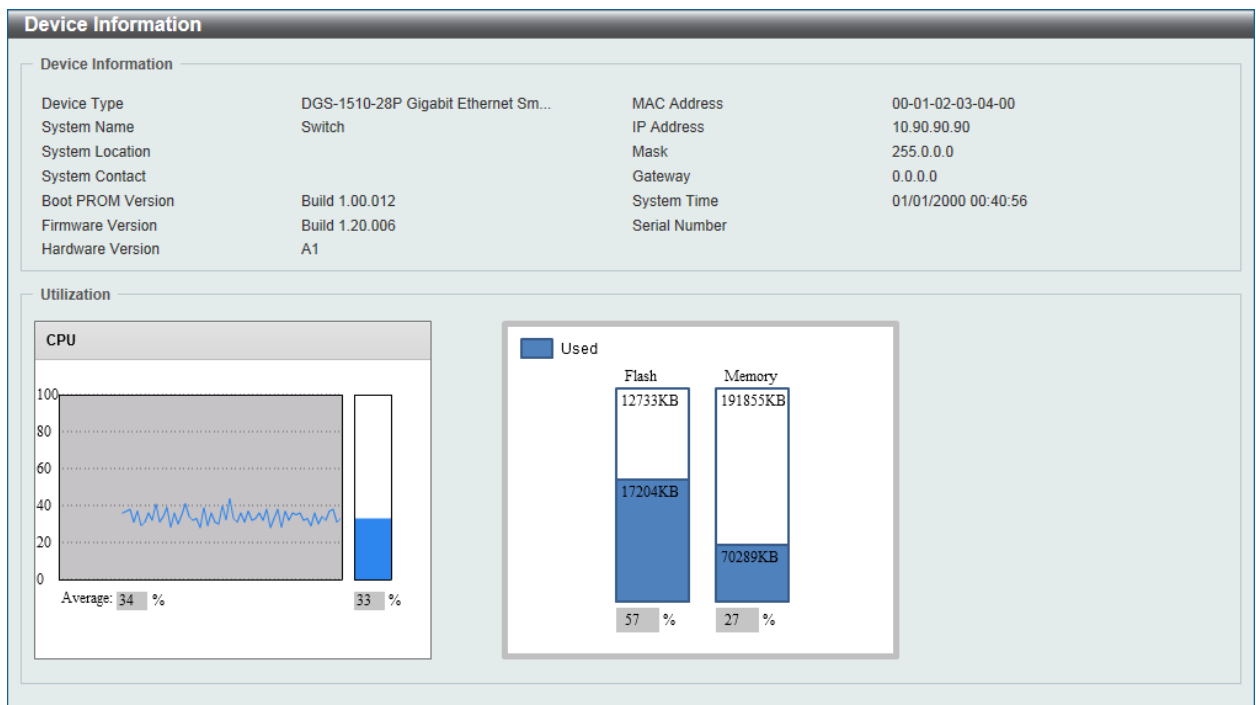 Device Information
Device Information
Device Type DGS-1510-28P Gigabit Ethernet Sm... MAC Address 00-01-02-03-04-00
System Name Switch IP Address 10.90.90.90
System Location Mask 255.0.0.0
System Contact Gateway 0.0.0.0
Boot PROM Version Build 1.00.012 System Time 01/01/2000 00:40:56
Firmware Version Build 1.20.006 Serial Number
Hardware Version A1
Utilization
CPU
100
80
60
40
20
0
Average: 34 % 33 %
Used
Flash Memory
12733KB 191855KB
17204KB
70289KB
57 % 27 %